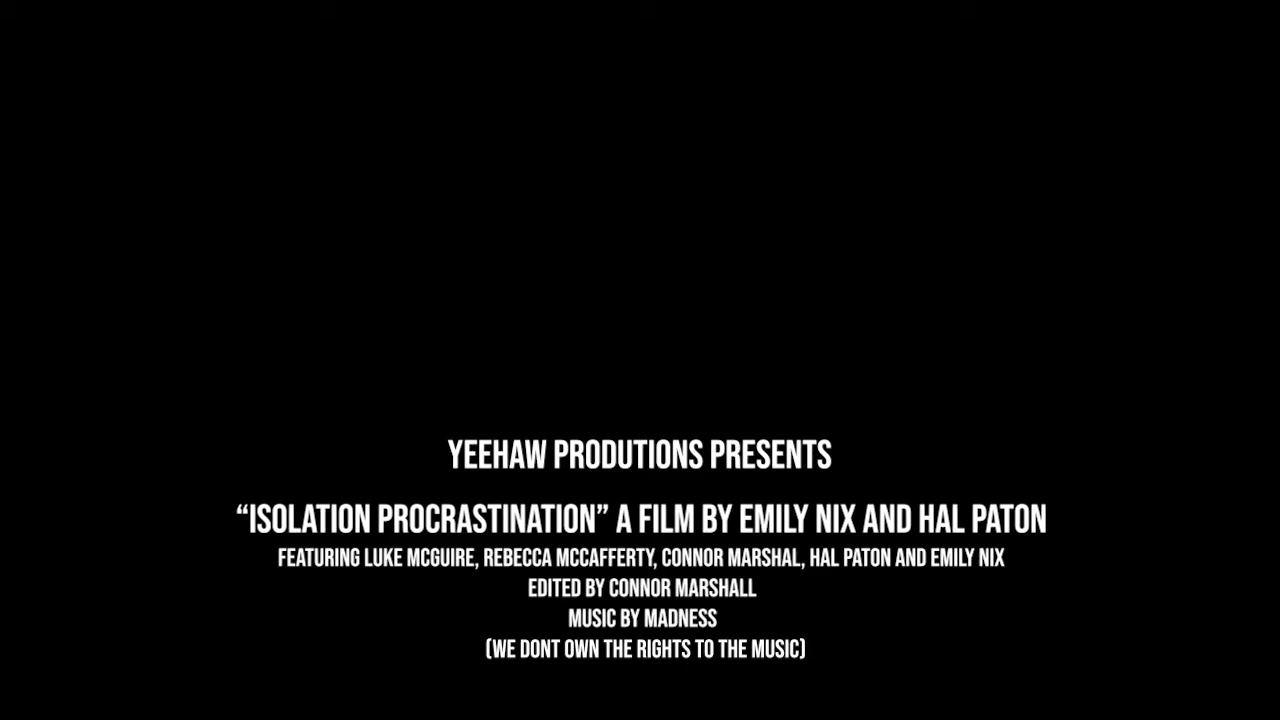 YEEHAW PRODUTIONS PRESENTS
“ISOLATION PROCRASTINATION” A FILM BY EMILY NIX AND HAL PATON
FEATURING LUKE MCGUIRE, REBECCA MCCAFFERTY, CONNOR MARSHAL, HAL PATON AND EMILY NIX
EDITED BY CONNOR MARSHALL
MUSIC BY MADNESS
(WE DONT OWN THE RIGHTS TO THE MUSIC)